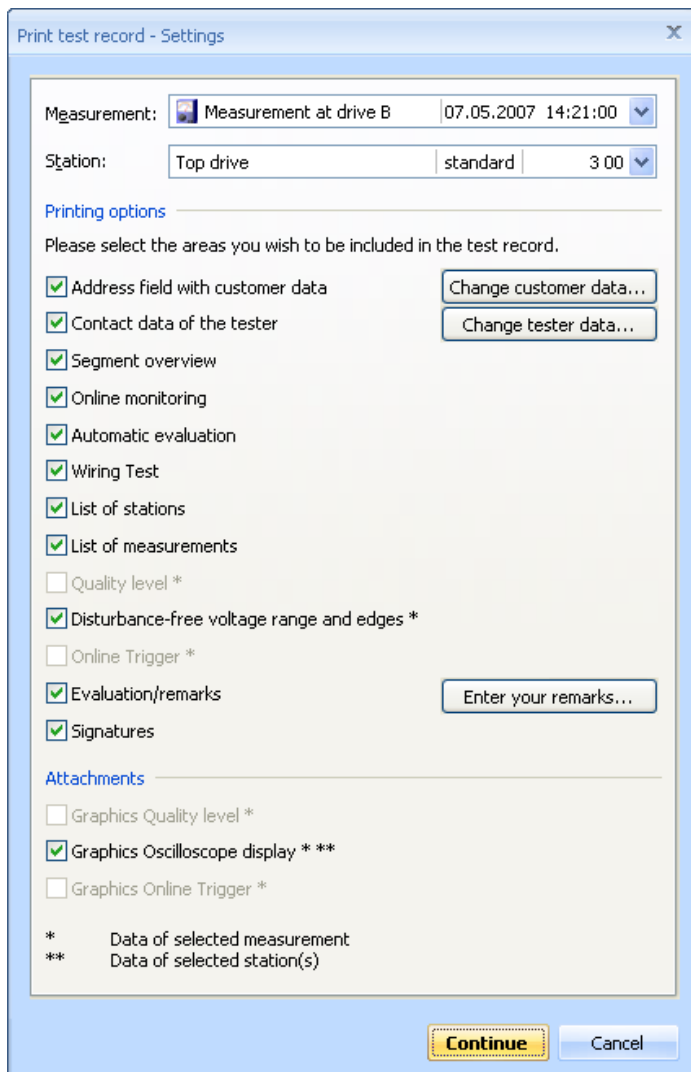 Print test record - Settings
Measurement: Measurement at drive B 07.05.2007 14:21:00
Station: Top drive standard 3 00
Printing options
Please select the areas you wish to be included in the test record.
Address field with customer data Change customer data...
Contact data of the tester Change tester data...
Segment overview
Online monitoring
Automatic evaluation
Wiring Test
List of stations
List of measurements
Quality level *
Disturbance-free voltage range and edges *
Online Trigger *
Evaluation/remarks Enter your remarks...
Signatures
Attachments
Graphics Quality level *
Graphics Oscilloscope display * **
Graphics Online Trigger *
* Data of selected measurement
** Data of selected station(s)
Continue Cancel